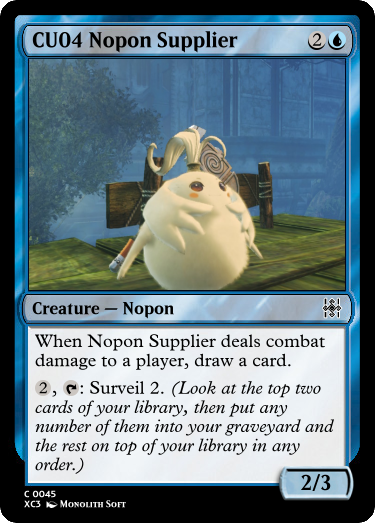 CU04 Nopon Supplier 2
Creature — Nopon
When Nopon Supplier deals combat
damage to a player, draw a card.
2, : Surveil 2. (Look at the top two
cards of your library, then put any
number of them into your graveyard and
the rest on top of your library in any
order.)
2/3
C 0045
XC3 Monolith Soft